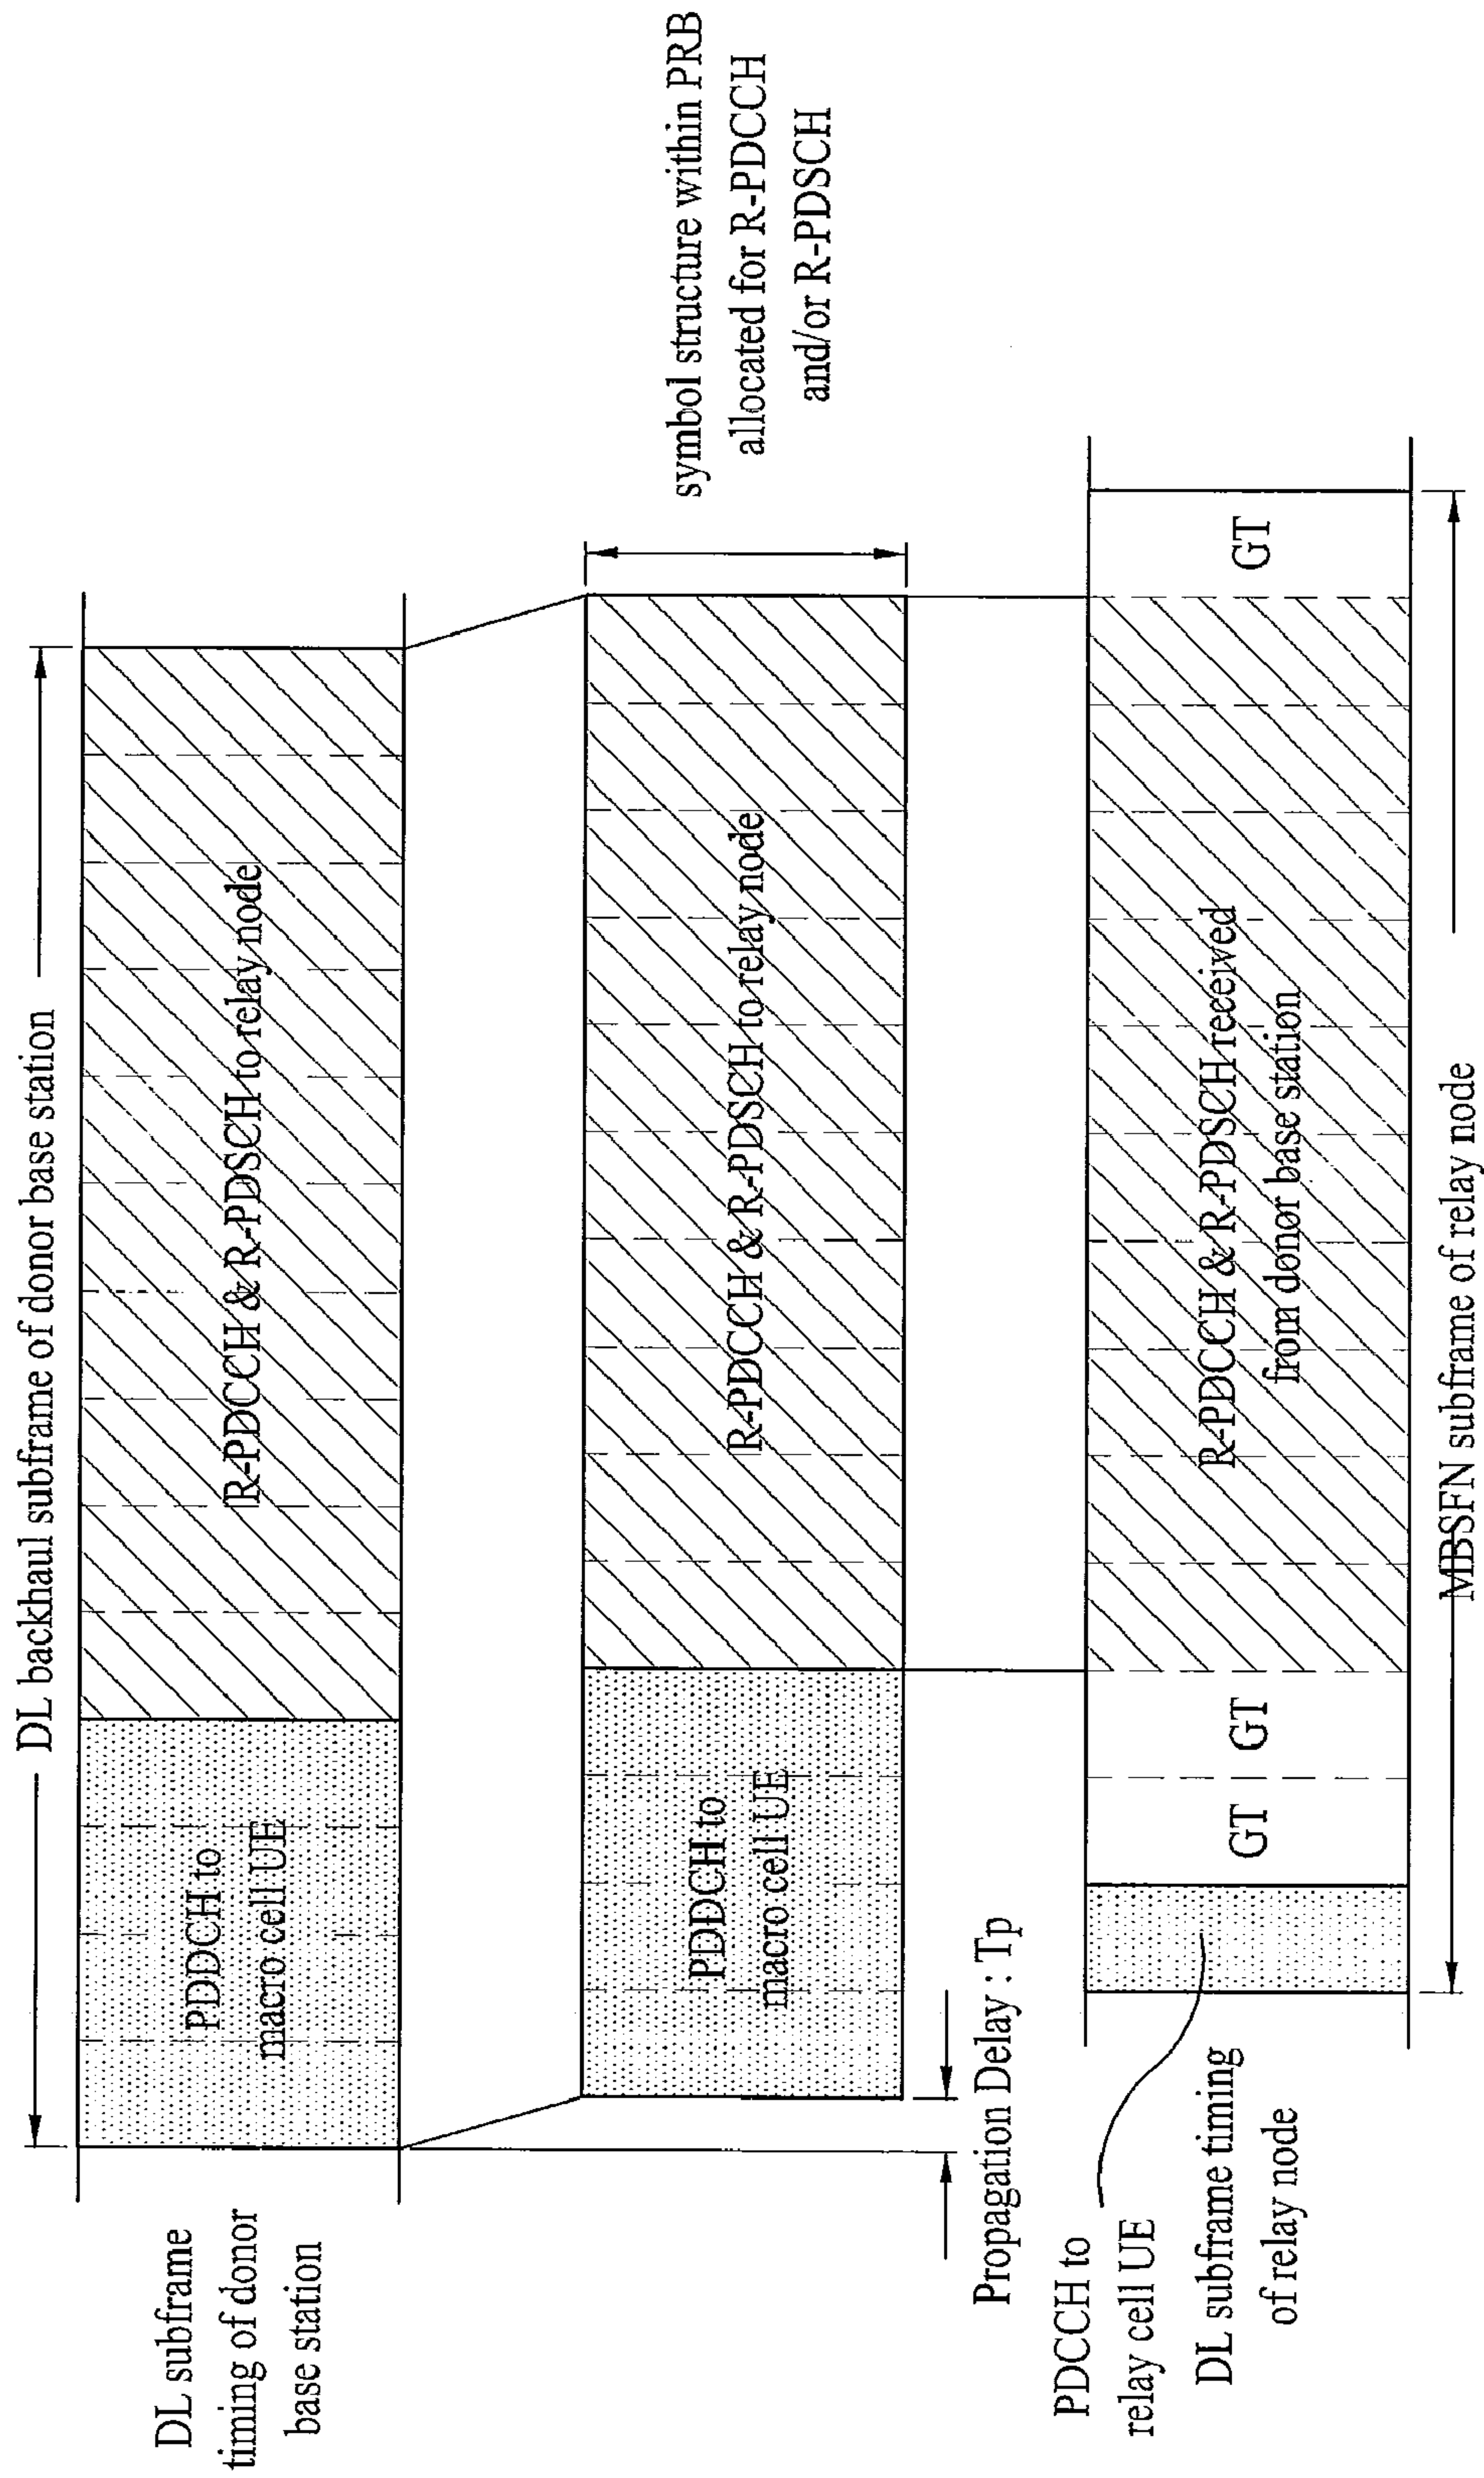 DL backhaul subframe of donor base station
DL subframe
timing of donor
base station
PDDCH to
macro cell UE
R-PDCCH & R-PDSCH to relay node
PDDCH to
macro cell UE
R-PDCCH & R-PDSCH to relay node
symbol structure within PRB
allocated for R-PDCCH
and/or R-PDSCH
Propagation Delay : Tp
PDCCH to
relay cell UE
DL subframe timing
of relay node
GT
GT
R-PDCCH & R-PDSCH received
from donor base station
GT
MBSFN subframe of relay node